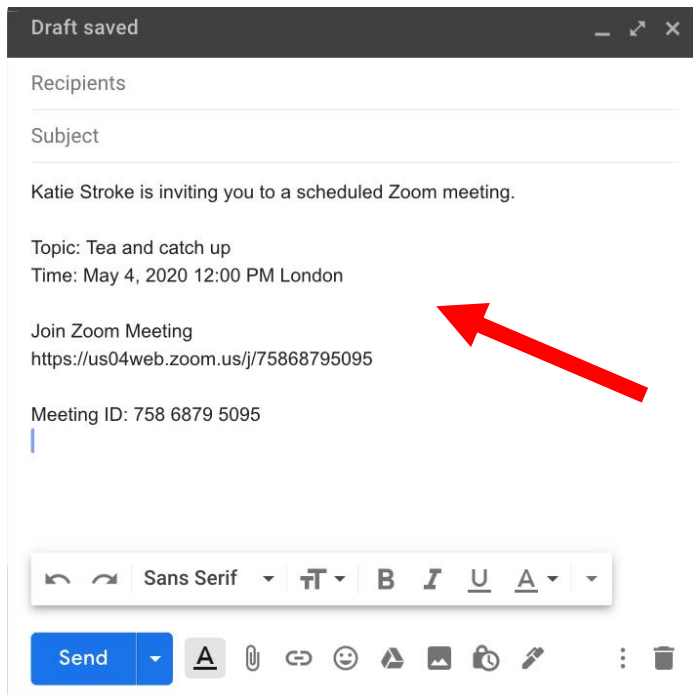 Draft saved
Recipients
Subject
Katie Stroke is inviting you to a scheduled Zoom meeting.
Topic: Tea and catch up
Time: May 4, 2020 12:00 PM London
Join Zoom Meeting
https://us04web.zoom.us/j/75868795095
Meeting ID: 758 6879 5095
Sans Serif
Send